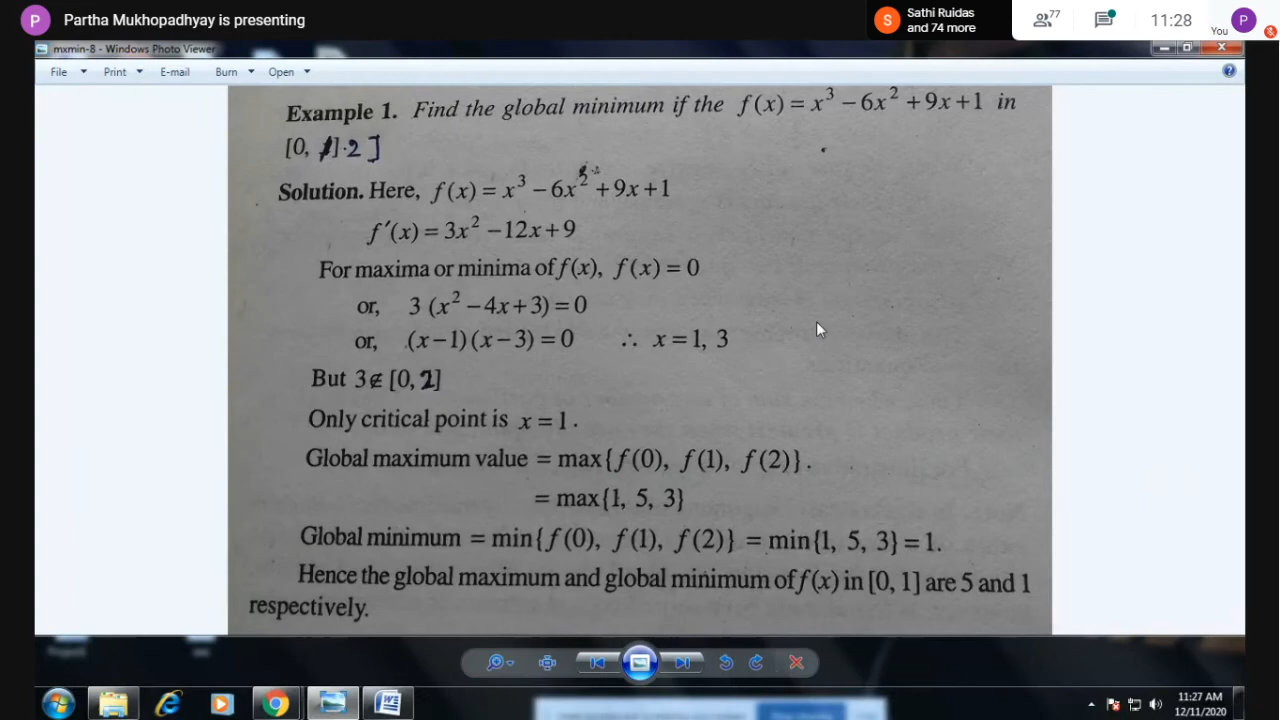 P Partha Mukhopadhyay is presenting
S Sathi Ruidas
and 74 more
77
11:28
You
P
mxmin-8 - Windows Photo Viewer
File Print E-mail Burn Open
Example 1. Find the global minimum if the f(x) = x³ − 6x² + 9x + 1 in
[0, 1]·2]
Solution. Here, f(x) = x³ − 6x² + 9x + 1
f′(x) = 3x² − 12x + 9
For maxima or minima of f(x), f(x) = 0
or, 3 (x² − 4x + 3) = 0
or, (x − 1) (x − 3) = 0 ∴ x = 1, 3
But 3 ∉ [0, 2]
Only critical point is x = 1.
Global maximum value = max{f(0), f(1), f(2)}.
= max{1, 5, 3}
Global minimum = min{f(0), f(1), f(2)} = min{1, 5, 3} = 1.
Hence the global maximum and global minimum of f(x) in [0, 1] are 5 and 1
respectively.
11:27 AM
12/11/2020